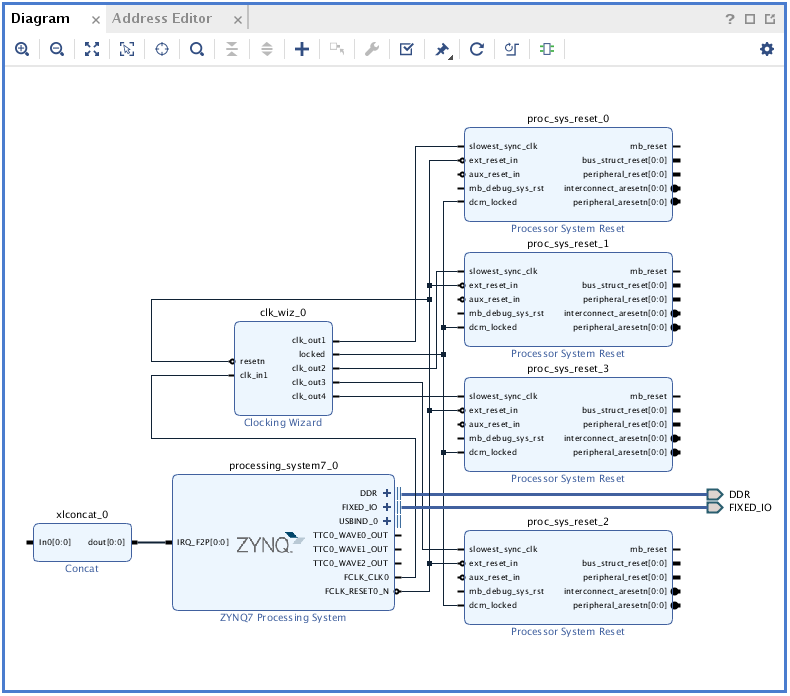 Diagram
Address Editor
proc_sys_reset_0
slowest_sync_clk mb_reset
ext_reset_in bus_struct_reset[0:0]
aux_reset_in peripheral_reset[0:0]
mb_debug_sys_rst interconnect_aresetn[0:0]
dcm_locked peripheral_aresetn[0:0]
Processor System Reset
proc_sys_reset_1
slowest_sync_clk mb_reset
ext_reset_in bus_struct_reset[0:0]
aux_reset_in peripheral_reset[0:0]
mb_debug_sys_rst interconnect_aresetn[0:0]
dcm_locked peripheral_aresetn[0:0]
Processor System Reset
clk_wiz_0
clk_out1
resetn locked
clk_in1 clk_out2
clk_out3
clk_out4
Clocking Wizard
proc_sys_reset_3
slowest_sync_clk mb_reset
ext_reset_in bus_struct_reset[0:0]
aux_reset_in peripheral_reset[0:0]
mb_debug_sys_rst interconnect_aresetn[0:0]
dcm_locked peripheral_aresetn[0:0]
Processor System Reset
xlconcat_0
In0[0:0] dout[0:0]
Concat
processing_system7_0
DDR
FIXED_IO
USBIND_0
TTC0_WAVE0_OUT
IRQ_F2P[0:0] ZYNQ TTC0_WAVE1_OUT
TTC0_WAVE2_OUT
FCLK_CLK0
FCLK_RESET0_N
ZYNQ7 Processing System
DDR
FIXED_IO
proc_sys_reset_2
slowest_sync_clk mb_reset
ext_reset_in bus_struct_reset[0:0]
aux_reset_in peripheral_reset[0:0]
mb_debug_sys_rst interconnect_aresetn[0:0]
dcm_locked peripheral_aresetn[0:0]
Processor System Reset